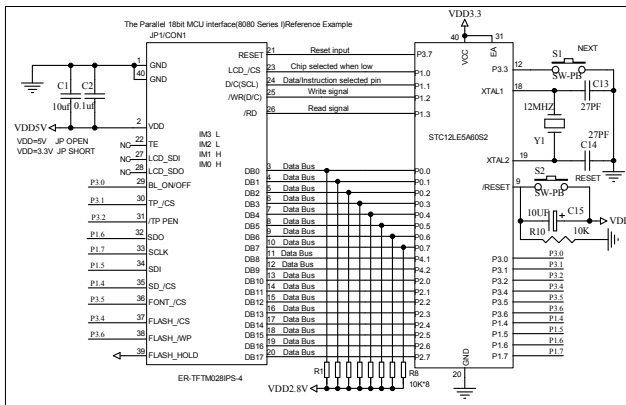 The Parallel 18bit MCU interface(8080 Series I)Reference Example
JP1/CON1
VDD3.3
40
31
VCC
EA
S1
NEXT
SW-PB
P3.3
12
C13
27PF
XTAL1
18
12MHZ
Y1
27PF
C14
XTAL2
19
S2
RESET
SW-PB
/RESET
9
10UF
C15
R10
10K
VDD
STC12LE5A60S2
GND
20
C1
C2
10uf
0.1uf
VDD5V
VDD=5V JP OPEN
VDD=3.3V JP SHORT
1 GND
40 GND
2 VDD
NC 22 TE
NC 27 LCD_SDI
NC 28 LCD_SDO
P3.0 29 BL_ON/OFF
P3.1 30 TP_/CS
P3.2 31 /TP PEN
P1.6 32 SDO
P1.7 33 SCLK
P1.5 34 SDI
P1.4 35 SD_/CS
P3.5 36 FONT_/CS
P3.4 37 FLASH_/CS
P3.6 38 FLASH_/WP
39 FLASH_HOLD
IM3 L
IM2 L
IM1 H
IM0 H
RESET 21 Reset input P3.7
LCD_/CS 23 Chip selected when low P1.0
D/C(SCL) 24 Data/Instruction selected pin P1.1
/WR(D/C) 25 Write signal P1.2
/RD 26 Read signal P1.3
DB0 3 Data Bus P0.0
DB1 4 Data Bus P0.1
DB2 5 Data Bus P0.2
DB3 6 Data Bus P0.3
DB4 7 Data Bus P0.4
DB5 8 Data Bus P0.5
DB6 9 Data Bus P0.6
DB7 10 Data Bus P0.7
DB8 11 Data Bus P4.1
DB9 12 Data Bus P4.2
DB10 13 Data Bus P2.0
DB11 14 Data Bus P2.1
DB12 15 Data Bus P2.2
DB13 16 Data Bus P2.3
DB14 17 Data Bus P2.4
DB15 18 Data Bus P2.5
DB16 19 Data Bus P2.6
DB17 20 Data Bus P2.7
P3.0 P3.0
P3.1 P3.1
P3.2 P3.2
P3.4 P3.4
P3.5 P3.5
P3.6 P3.6
P1.4 P1.4
P1.5 P1.5
P1.6 P1.6
P1.7 P1.7
R1
R8
10K*8
VDD2.8V
ER-TFTM028IPS-4